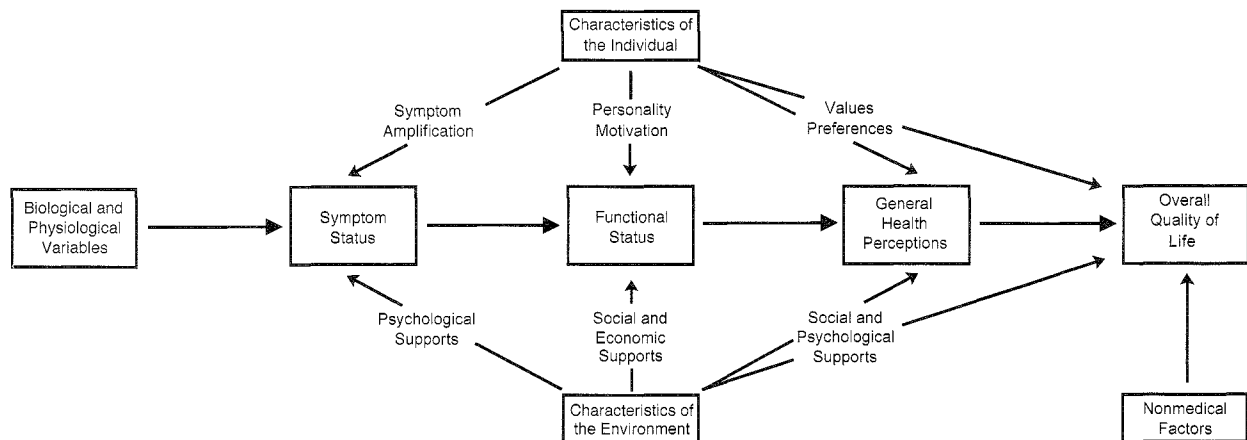 Characteristics of
the Individual
Symptom
Amplification
Personality
Motivation
Values
Preferences
Biological and
Physiological
Variables
Symptom
Status
Functional
Status
General
Health
Perceptions
Overall
Quality of
Life
Psychological
Supports
Social and
Economic
Supports
Social and
Psychological
Supports
Characteristics of
the Environment
Nonmedical
Factors